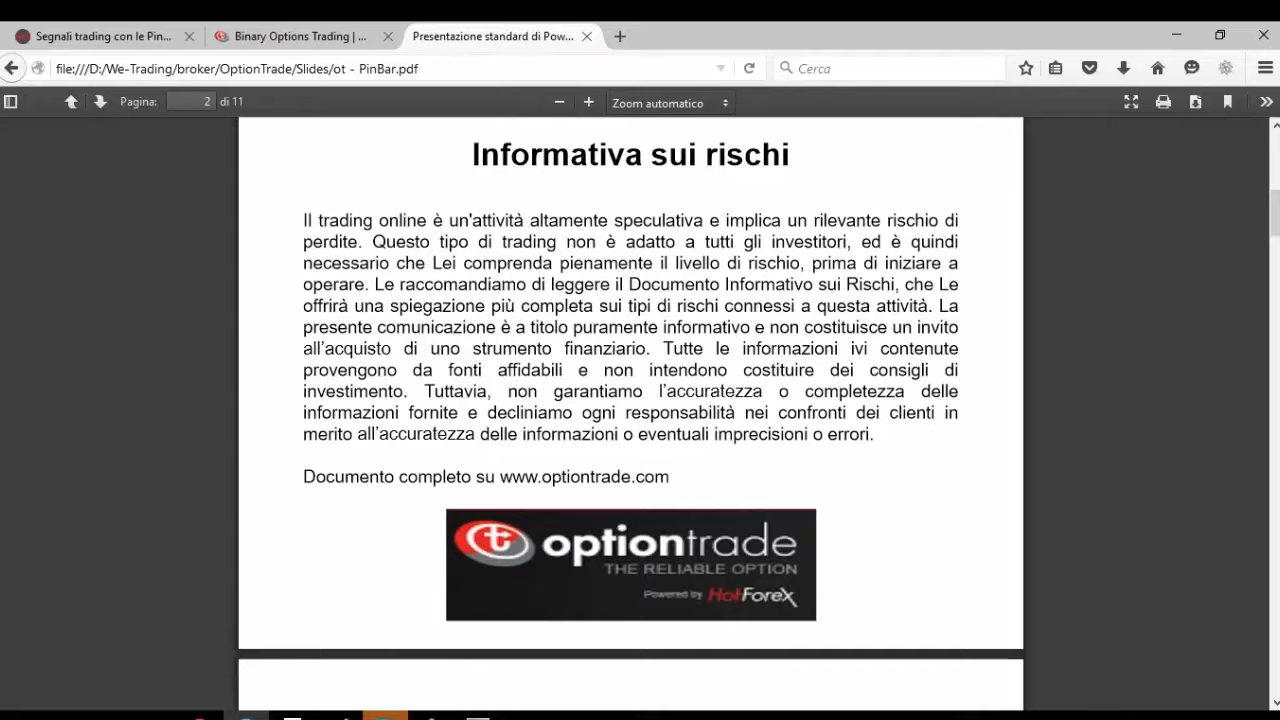 Segnali trading con le Pin...
Binary Options Trading | ...
Presentazione standard di Pow...
file:///D:/We-Trading/broker/OptionTrade/Slides/ot - PinBar.pdf
Cerca
Pagina: 2 di 11
Zoom automatico
Informativa sui rischi
Il trading online è un'attività altamente speculativa e implica un rilevante rischio di
perdite. Questo tipo di trading non è adatto a tutti gli investitori, ed è quindi
necessario che Lei comprenda pienamente il livello di rischio, prima di iniziare a
operare. Le raccomandiamo di leggere il Documento Informativo sui Rischi, che Le
offrirà una spiegazione più completa sui tipi di rischi connessi a questa attività. La
presente comunicazione è a titolo puramente informativo e non costituisce un invito
all’acquisto di uno strumento finanziario. Tutte le informazioni ivi contenute
provengono da fonti affidabili e non intendono costituire dei consigli di
investimento. Tuttavia, non garantiamo l’accuratezza o completezza delle
informazioni fornite e decliniamo ogni responsabilità nei confronti dei clienti in
merito all’accuratezza delle informazioni o eventuali imprecisioni o errori.
Documento completo su www.optiontrade.com
t optiontrade
THE RELIABLE OPTION
Powered by HotForex